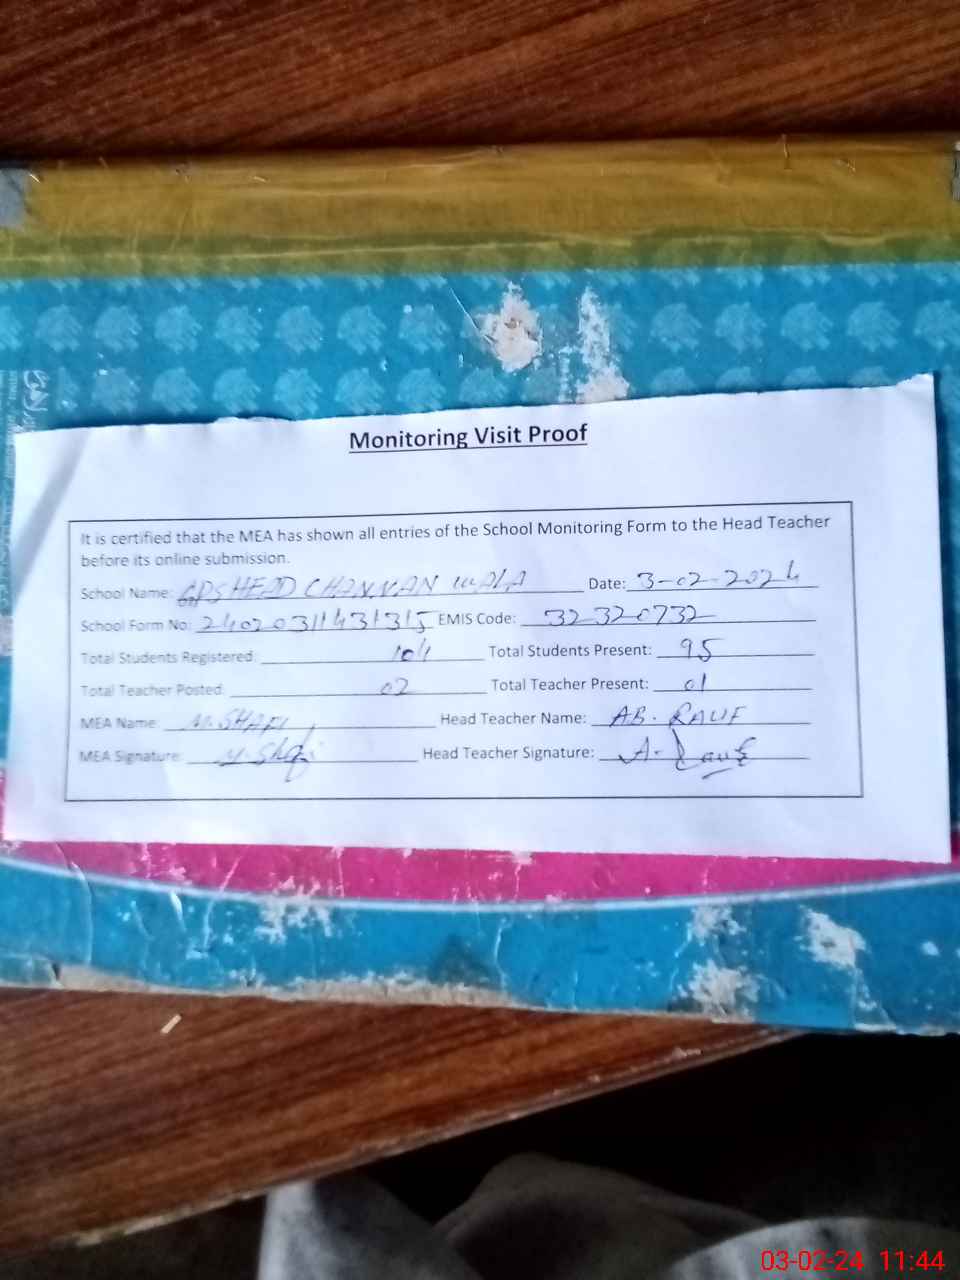 Monitoring Visit Proof
It is certified that the MEA has shown all entries of the School Monitoring Form to the Head Teacher
before its online submission.
School Name: GPS HEAD CHANNAN WALA Date: 3-02-2024
School Form No: 24020311431315 EMIS Code: 32320732
Total Students Registered: 104 Total Students Present: 95
Total Teacher Posted: 02 Total Teacher Present: 01
MEA Name: M. SHAFI Head Teacher Name: AB. RAUF
MEA Signature: M. Shafi Head Teacher Signature: A. Rauf
03-02-24 11:44